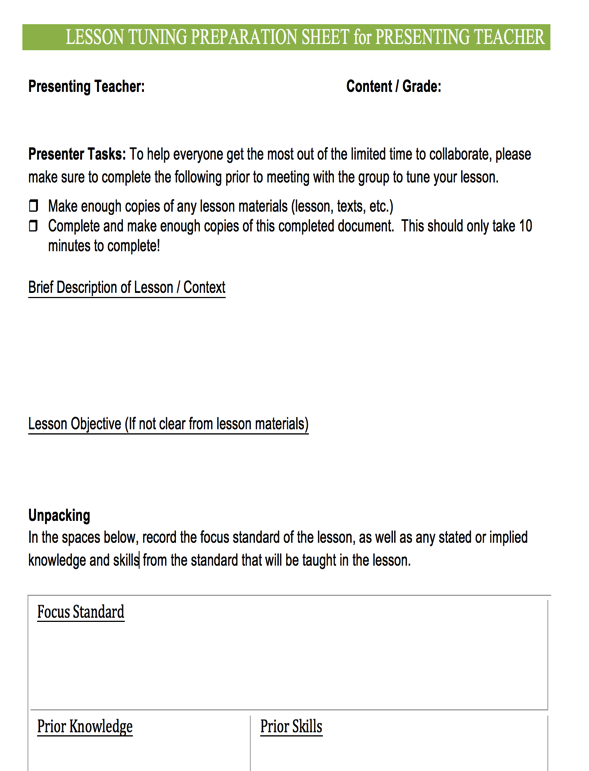 LESSON TUNING PREPARATION SHEET for PRESENTING TEACHER
Presenting Teacher: Content / Grade:
Presenter Tasks: To help everyone get the most out of the limited time to collaborate, please
make sure to complete the following prior to meeting with the group to tune your lesson.
❒ Make enough copies of any lesson materials (lesson, texts, etc.)
❒ Complete and make enough copies of this completed document. This should only take 10
minutes to complete!
Brief Description of Lesson / Context
Lesson Objective (If not clear from lesson materials)
Unpacking
In the spaces below, record the focus standard of the lesson, as well as any stated or implied
knowledge and skills from the standard that will be taught in the lesson.
Focus Standard
Prior Knowledge Prior Skills